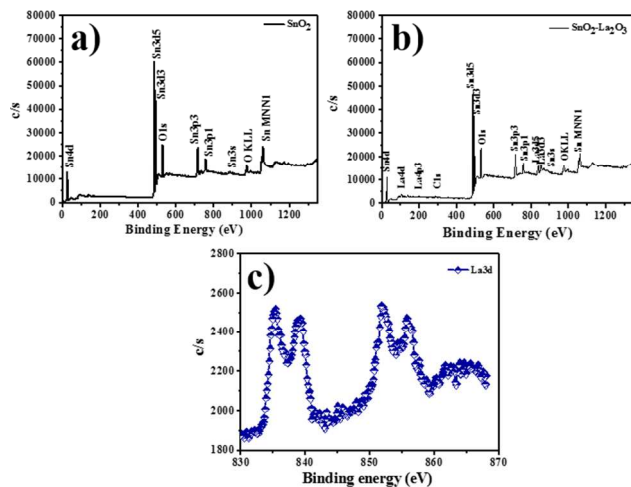 a)
SnO2
80000
70000
60000
50000
40000
30000
20000
10000
0
c/s
Sn4d
Sn3d5
Sn3d3
O1s
Sn3p3
Sn3p1
Sn3s
O KLL
Sn MNN1
0 200 400 600 800 1000 1200
Binding Energy (eV)
b)
SnO2-La2O3
80000
70000
60000
50000
40000
30000
20000
10000
0
c/s
Sn4d
La4d
La4p3
C1s
Sn3d5
Sn3d3
O1s
Sn3p3
Sn3p1
La3d5
La3d3
Sn3s
OKLL
Sn MNN1
0 200 400 600 800 1000 1200
Binding Energy (eV)
c)
La3d
2800
2600
2400
2200
2000
1800
c/s
830 840 850 860 870
Binding energy (eV)